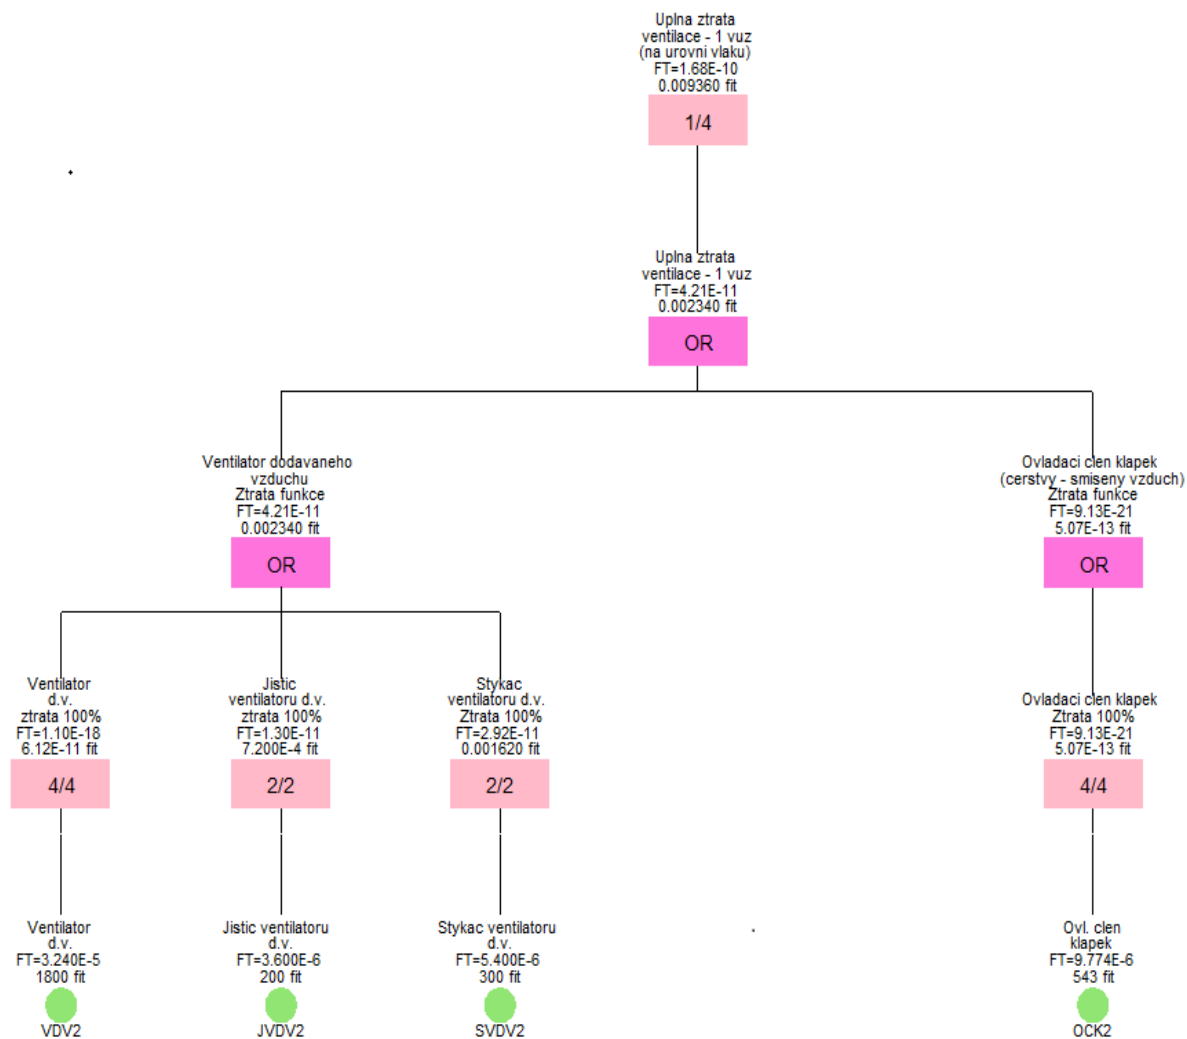 Uplna ztrata
ventilace - 1 vuz
(na urovni vlaku)
FT=1.68E-10
0.009360 fit
1/4
Uplna ztrata
ventilace - 1 vuz
FT=4.21E-11
0.002340 fit
OR
Ventilator dodavaneho
vzduchu
Ztrata funkce
FT=4.21E-11
0.002340 fit
OR
Ovladaci clen klapek
(cerstvy - smiseny vzduch)
Ztrata funkce
FT=9.13E-21
5.07E-13 fit
OR
Ventilator
d.v.
ztrata 100%
FT=1.10E-18
6.12E-11 fit
4/4
Jistic
ventilatoru d.v.
ztrata 100%
FT=1.30E-11
7.200E-4 fit
2/2
Stykac
ventilatoru d.v.
Ztrata 100%
FT=2.92E-11
0.001620 fit
2/2
Ovladaci clen klapek
Ztrata 100%
FT=9.13E-21
5.07E-13 fit
4/4
Ventilator
d.v.
FT=3.240E-5
1800 fit
VDV2
Jistic ventilatoru
d.v.
FT=3.600E-6
200 fit
JVDV2
Stykac ventilatoru
d.v.
FT=5.400E-6
300 fit
SVDV2
Ovl. clen
klapek
FT=9.774E-6
543 fit
OCK2